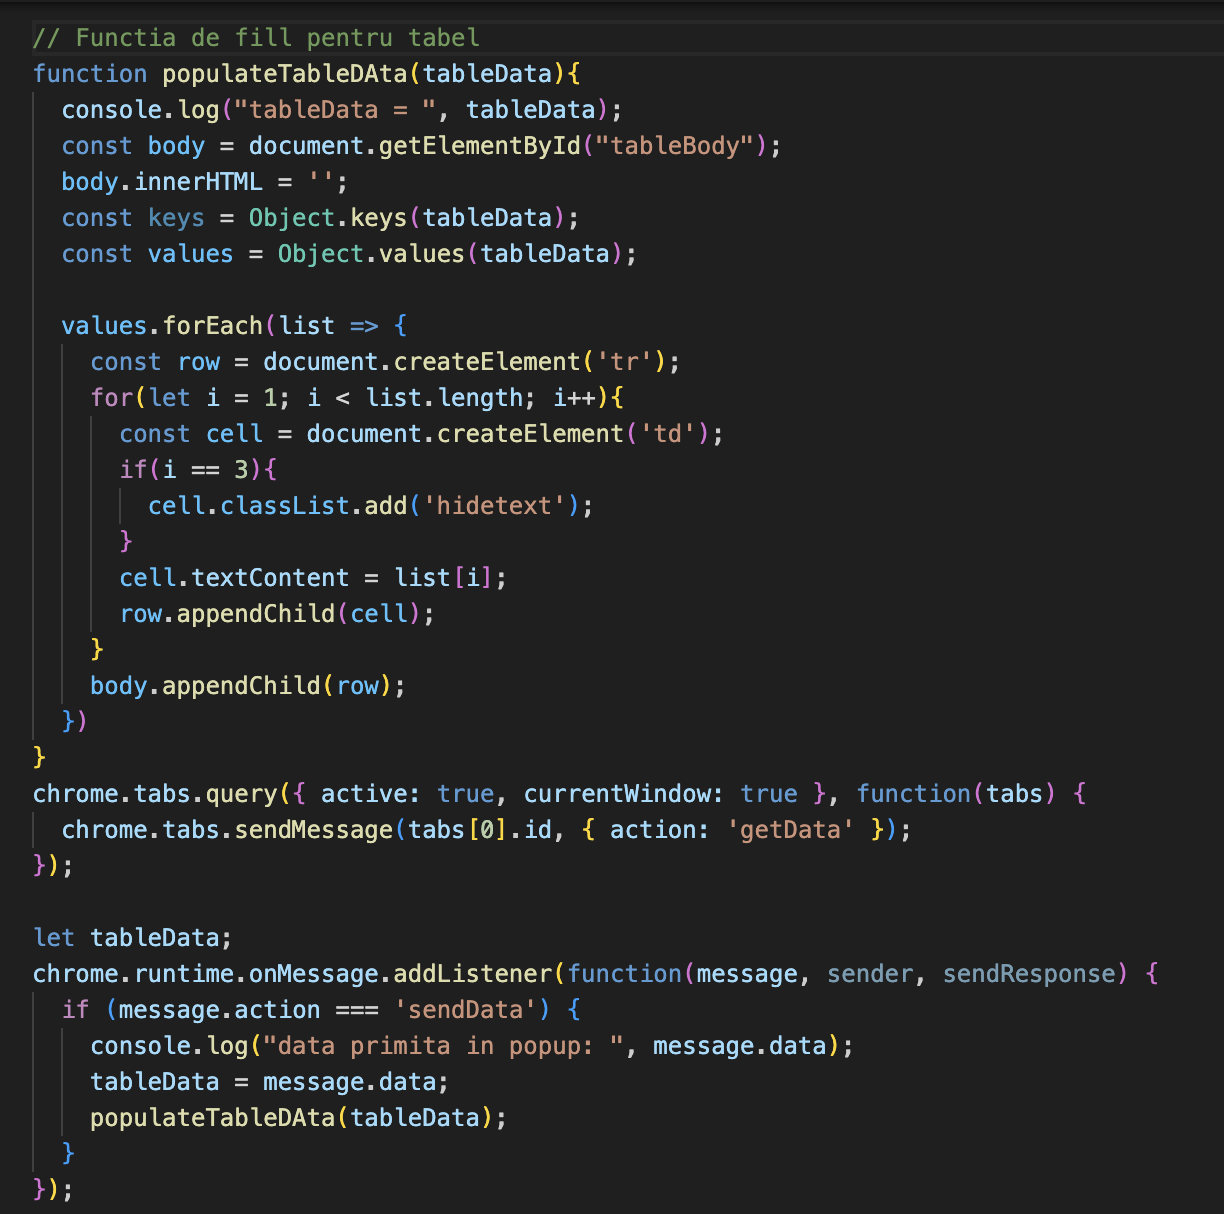 // Functia de fill pentru tabel
function populateTableDAta(tableData){
  console.log("tableData = ", tableData);
  const body = document.getElementById("tableBody");
  body.innerHTML = '';
  const keys = Object.keys(tableData);
  const values = Object.values(tableData);

  values.forEach(list => {
    const row = document.createElement('tr');
    for(let i = 1; i < list.length; i++){
      const cell = document.createElement('td');
      if(i == 3){
        cell.classList.add('hidetext');
      }
      cell.textContent = list[i];
      row.appendChild(cell);
    }
    body.appendChild(row);
  })
}
chrome.tabs.query({ active: true, currentWindow: true }, function(tabs) {
  chrome.tabs.sendMessage(tabs[0].id, { action: 'getData' });
});

let tableData;
chrome.runtime.onMessage.addListener(function(message, sender, sendResponse) {
  if (message.action === 'sendData') {
    console.log("data primita in popup: ", message.data);
    tableData = message.data;
    populateTableDAta(tableData);
  }
});